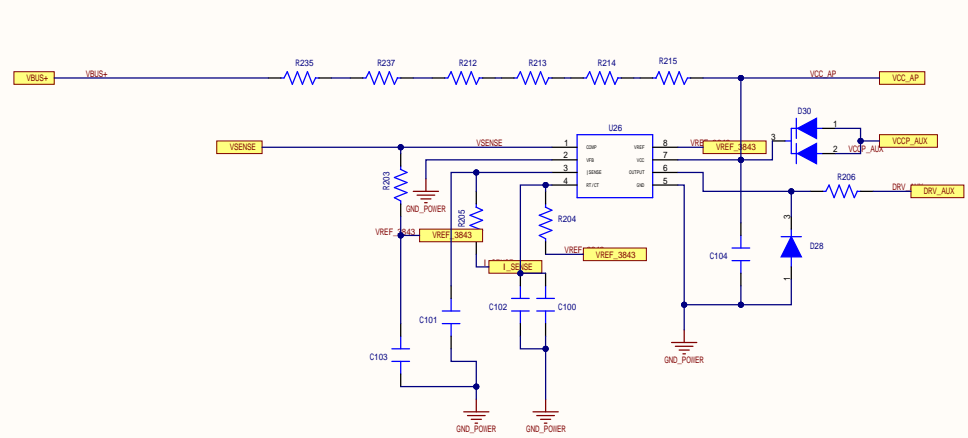 R235
R237
R212
R213
R214
R215
VBUS+
VBUS+
VCC_AP
VCC_AP
D30
U26
3
1
2
VCCP_AUX
VCCP_AUX
VSENSE
VSENSE
1
COMP
VREF
8
VREF_3843
2
VFB
VCC
7
3
ISENSE
OUTPUT
6
4
RT/CT
GND
5
R203
GND_POWER
R206
DRV_AUX
R205
R204
3
VREF_3843
VREF_3843
D28
VREF_3843
C104
I_SENSE
1
C102
C100
C101
C103
GND_POWER
GND_POWER
GND_POWER